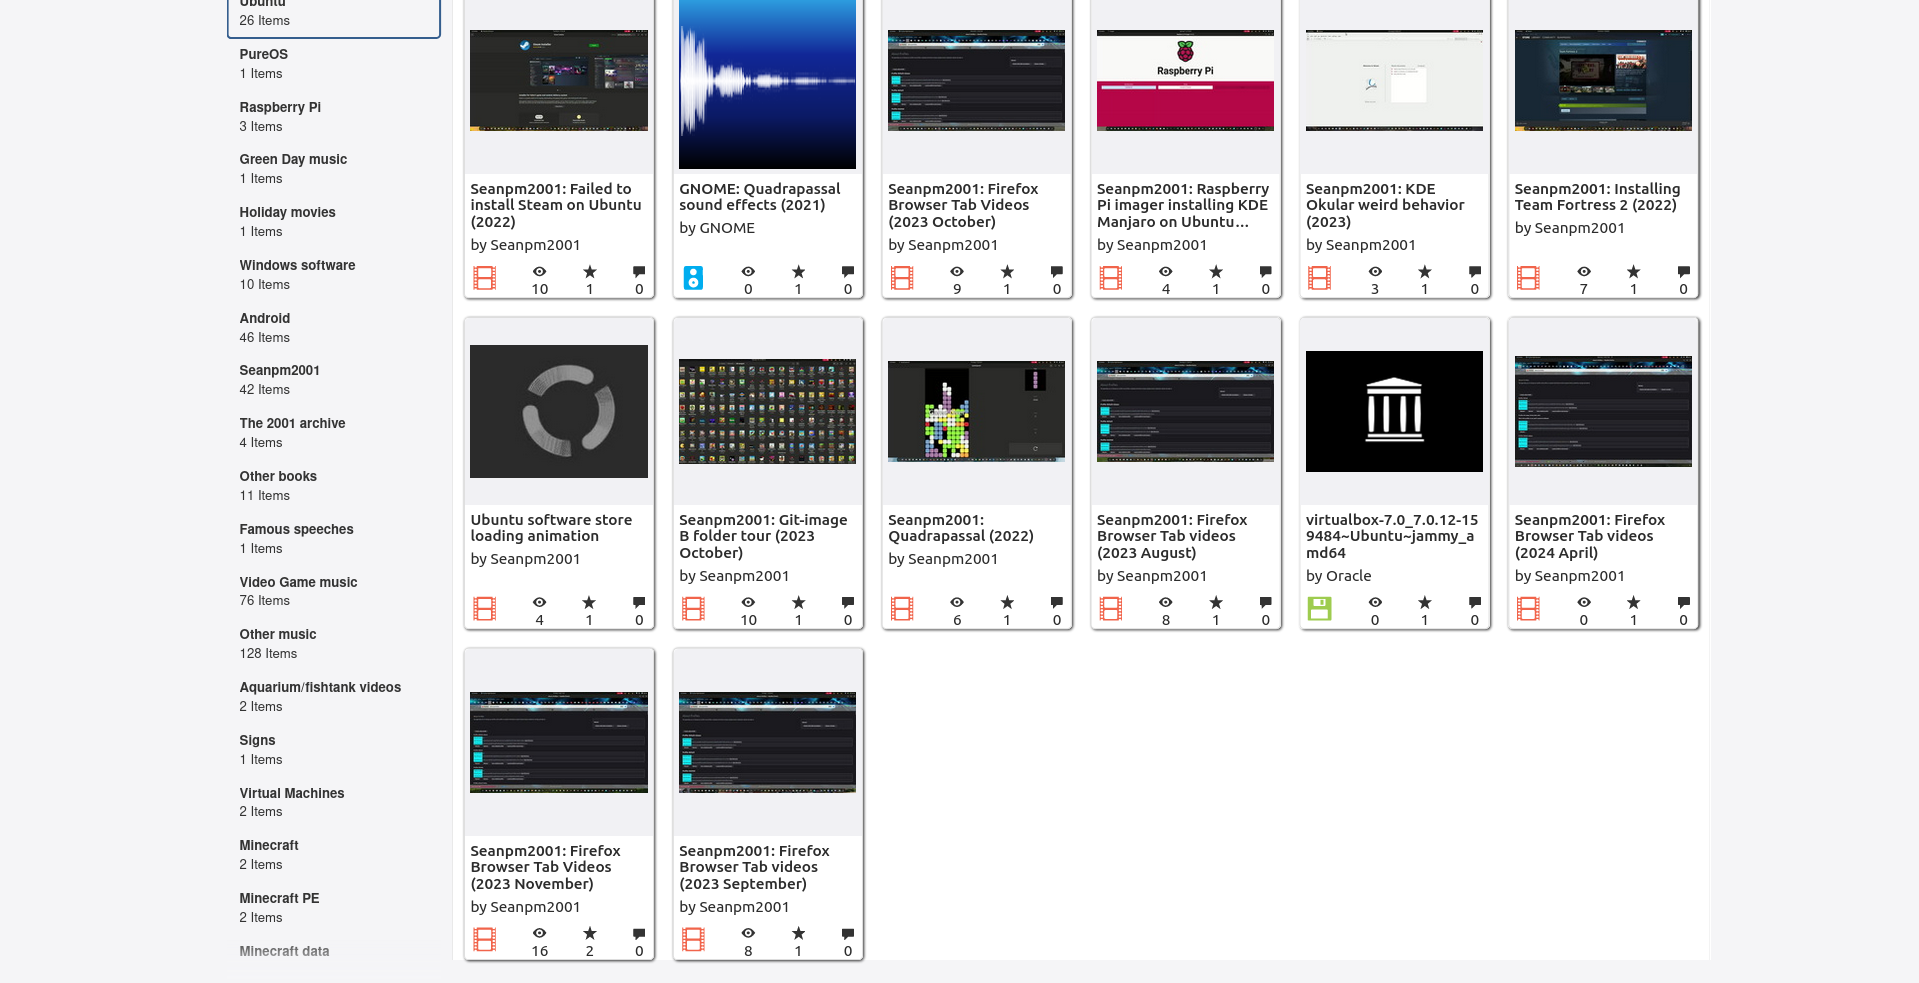 Ubuntu
26 Items
PureOS
1 Items
Raspberry Pi
3 Items
Green Day music
1 Items
Holiday movies
1 Items
Windows software
10 Items
Android
46 Items
Seanpm2001
42 Items
The 2001 archive
4 Items
Other books
11 Items
Famous speeches
1 Items
Video Game music
76 Items
Other music
128 Items
Aquarium/fishtank videos
2 Items
Signs
1 Items
Virtual Machines
2 Items
Minecraft
2 Items
Minecraft PE
2 Items
Minecraft data
Seanpm2001: Failed to
install Steam on Ubuntu
(2022)
by Seanpm2001
10 1 0
GNOME: Quadrapassal
sound effects (2021)
by GNOME
0 1 0
Seanpm2001: Firefox
Browser Tab Videos
(2023 October)
by Seanpm2001
9 1 0
Raspberry Pi
Seanpm2001: Raspberry
Pi imager installing KDE
Manjaro on Ubuntu...
by Seanpm2001
4 1 0
Seanpm2001: KDE
Okular weird behavior
(2023)
by Seanpm2001
3 1 0
Seanpm2001: Installing
Team Fortress 2 (2022)
by Seanpm2001
7 1 0
Ubuntu software store
loading animation
by Seanpm2001
4 1 0
Seanpm2001: Git-image
B folder tour (2023
October)
by Seanpm2001
10 1 0
Seanpm2001:
Quadrapassal (2022)
by Seanpm2001
6 1 0
Seanpm2001: Firefox
Browser Tab videos
(2023 August)
by Seanpm2001
8 1 0
virtualbox-7.0_7.0.12-15
9484~Ubuntu~jammy_a
md64
by Oracle
0 1 0
Seanpm2001: Firefox
Browser Tab videos
(2024 April)
by Seanpm2001
0 1 0
Seanpm2001: Firefox
Browser Tab Videos
(2023 November)
by Seanpm2001
16 2 0
Seanpm2001: Firefox
Browser Tab videos
(2023 September)
by Seanpm2001
8 1 0